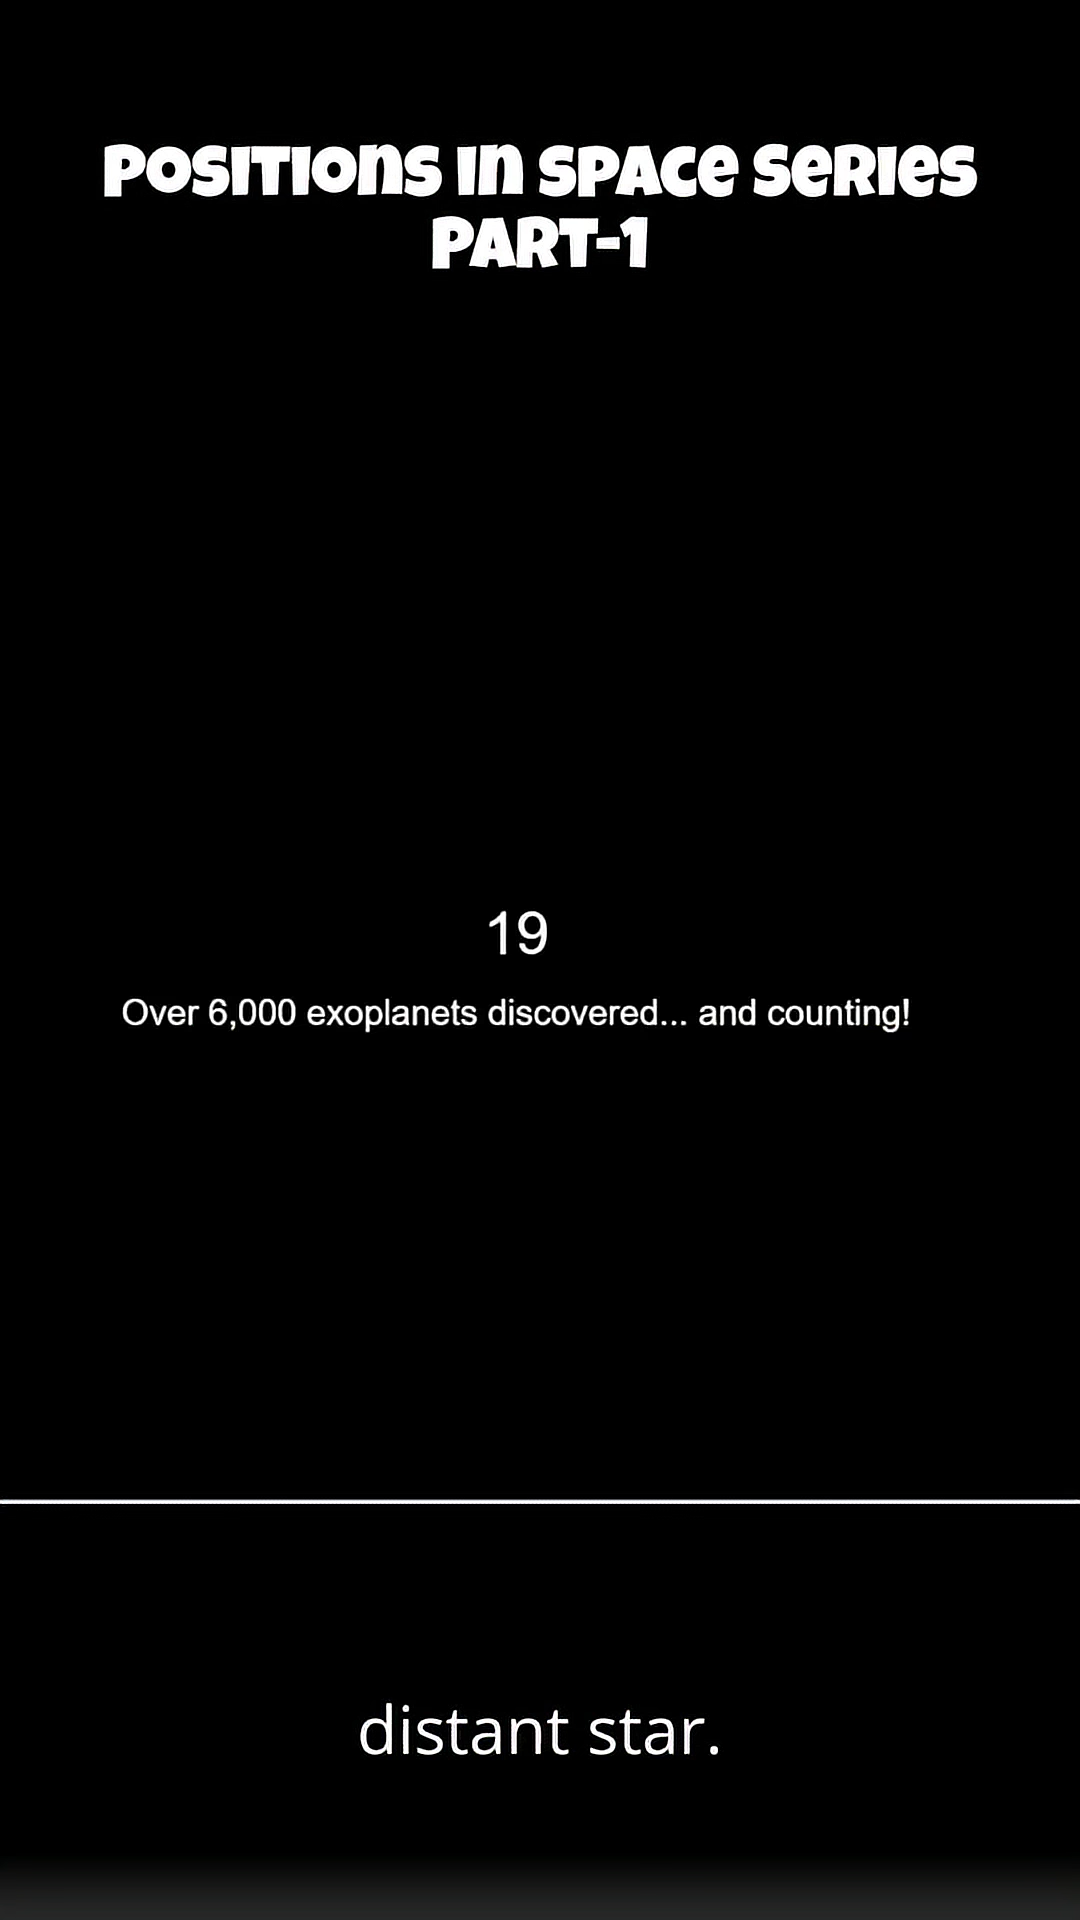 POSITIONS IN SPACE SERIES
PART-1
19
Over 6,000 exoplanets discovered... and counting!
distant star.